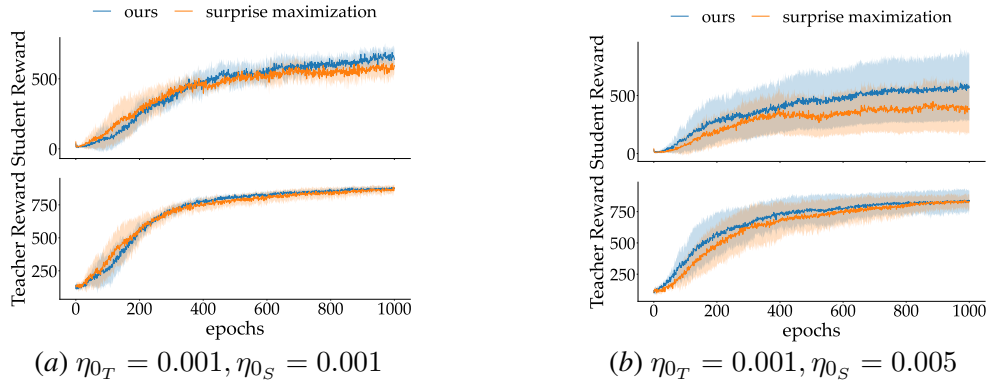 ours surprise maximization
Student Reward
500
0
Teacher Reward
750
500
250
0 200 400 600 800 1000
epochs
(a) η0T = 0.001, η0S = 0.001
ours surprise maximization
Student Reward
500
0
Teacher Reward
750
500
250
0 200 400 600 800 1000
epochs
(b) η0T = 0.001, η0S = 0.005